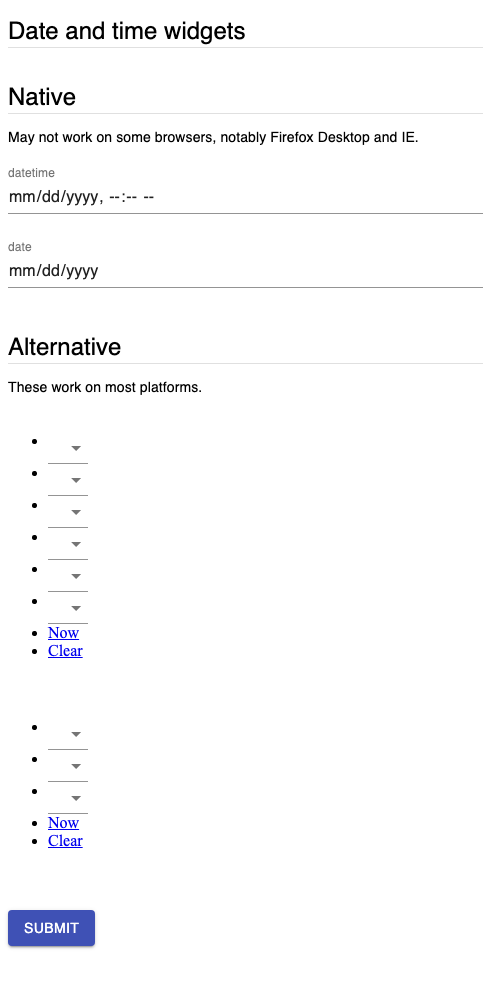 Date and time widgets
Native
May not work on some browsers, notably Firefox Desktop and IE.
datetime
mm/dd/yyyy, --:-- --
date
mm/dd/yyyy
Alternative
These work on most platforms.
Now
Clear
Now
Clear
SUBMIT